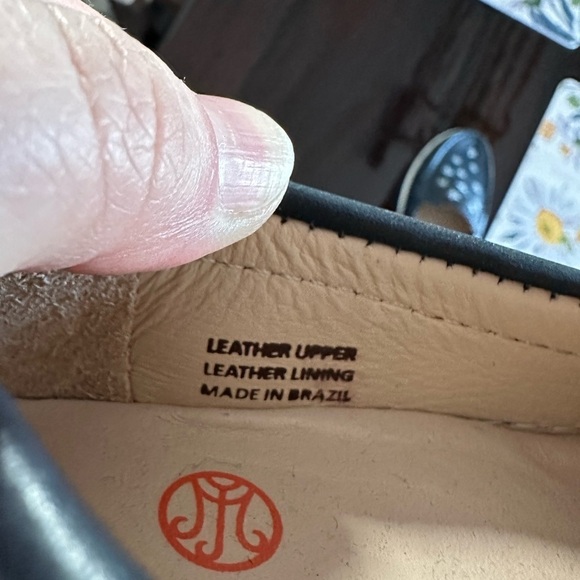 LEATHER UPPER
LEATHER LINING
MADE IN BRAZIL